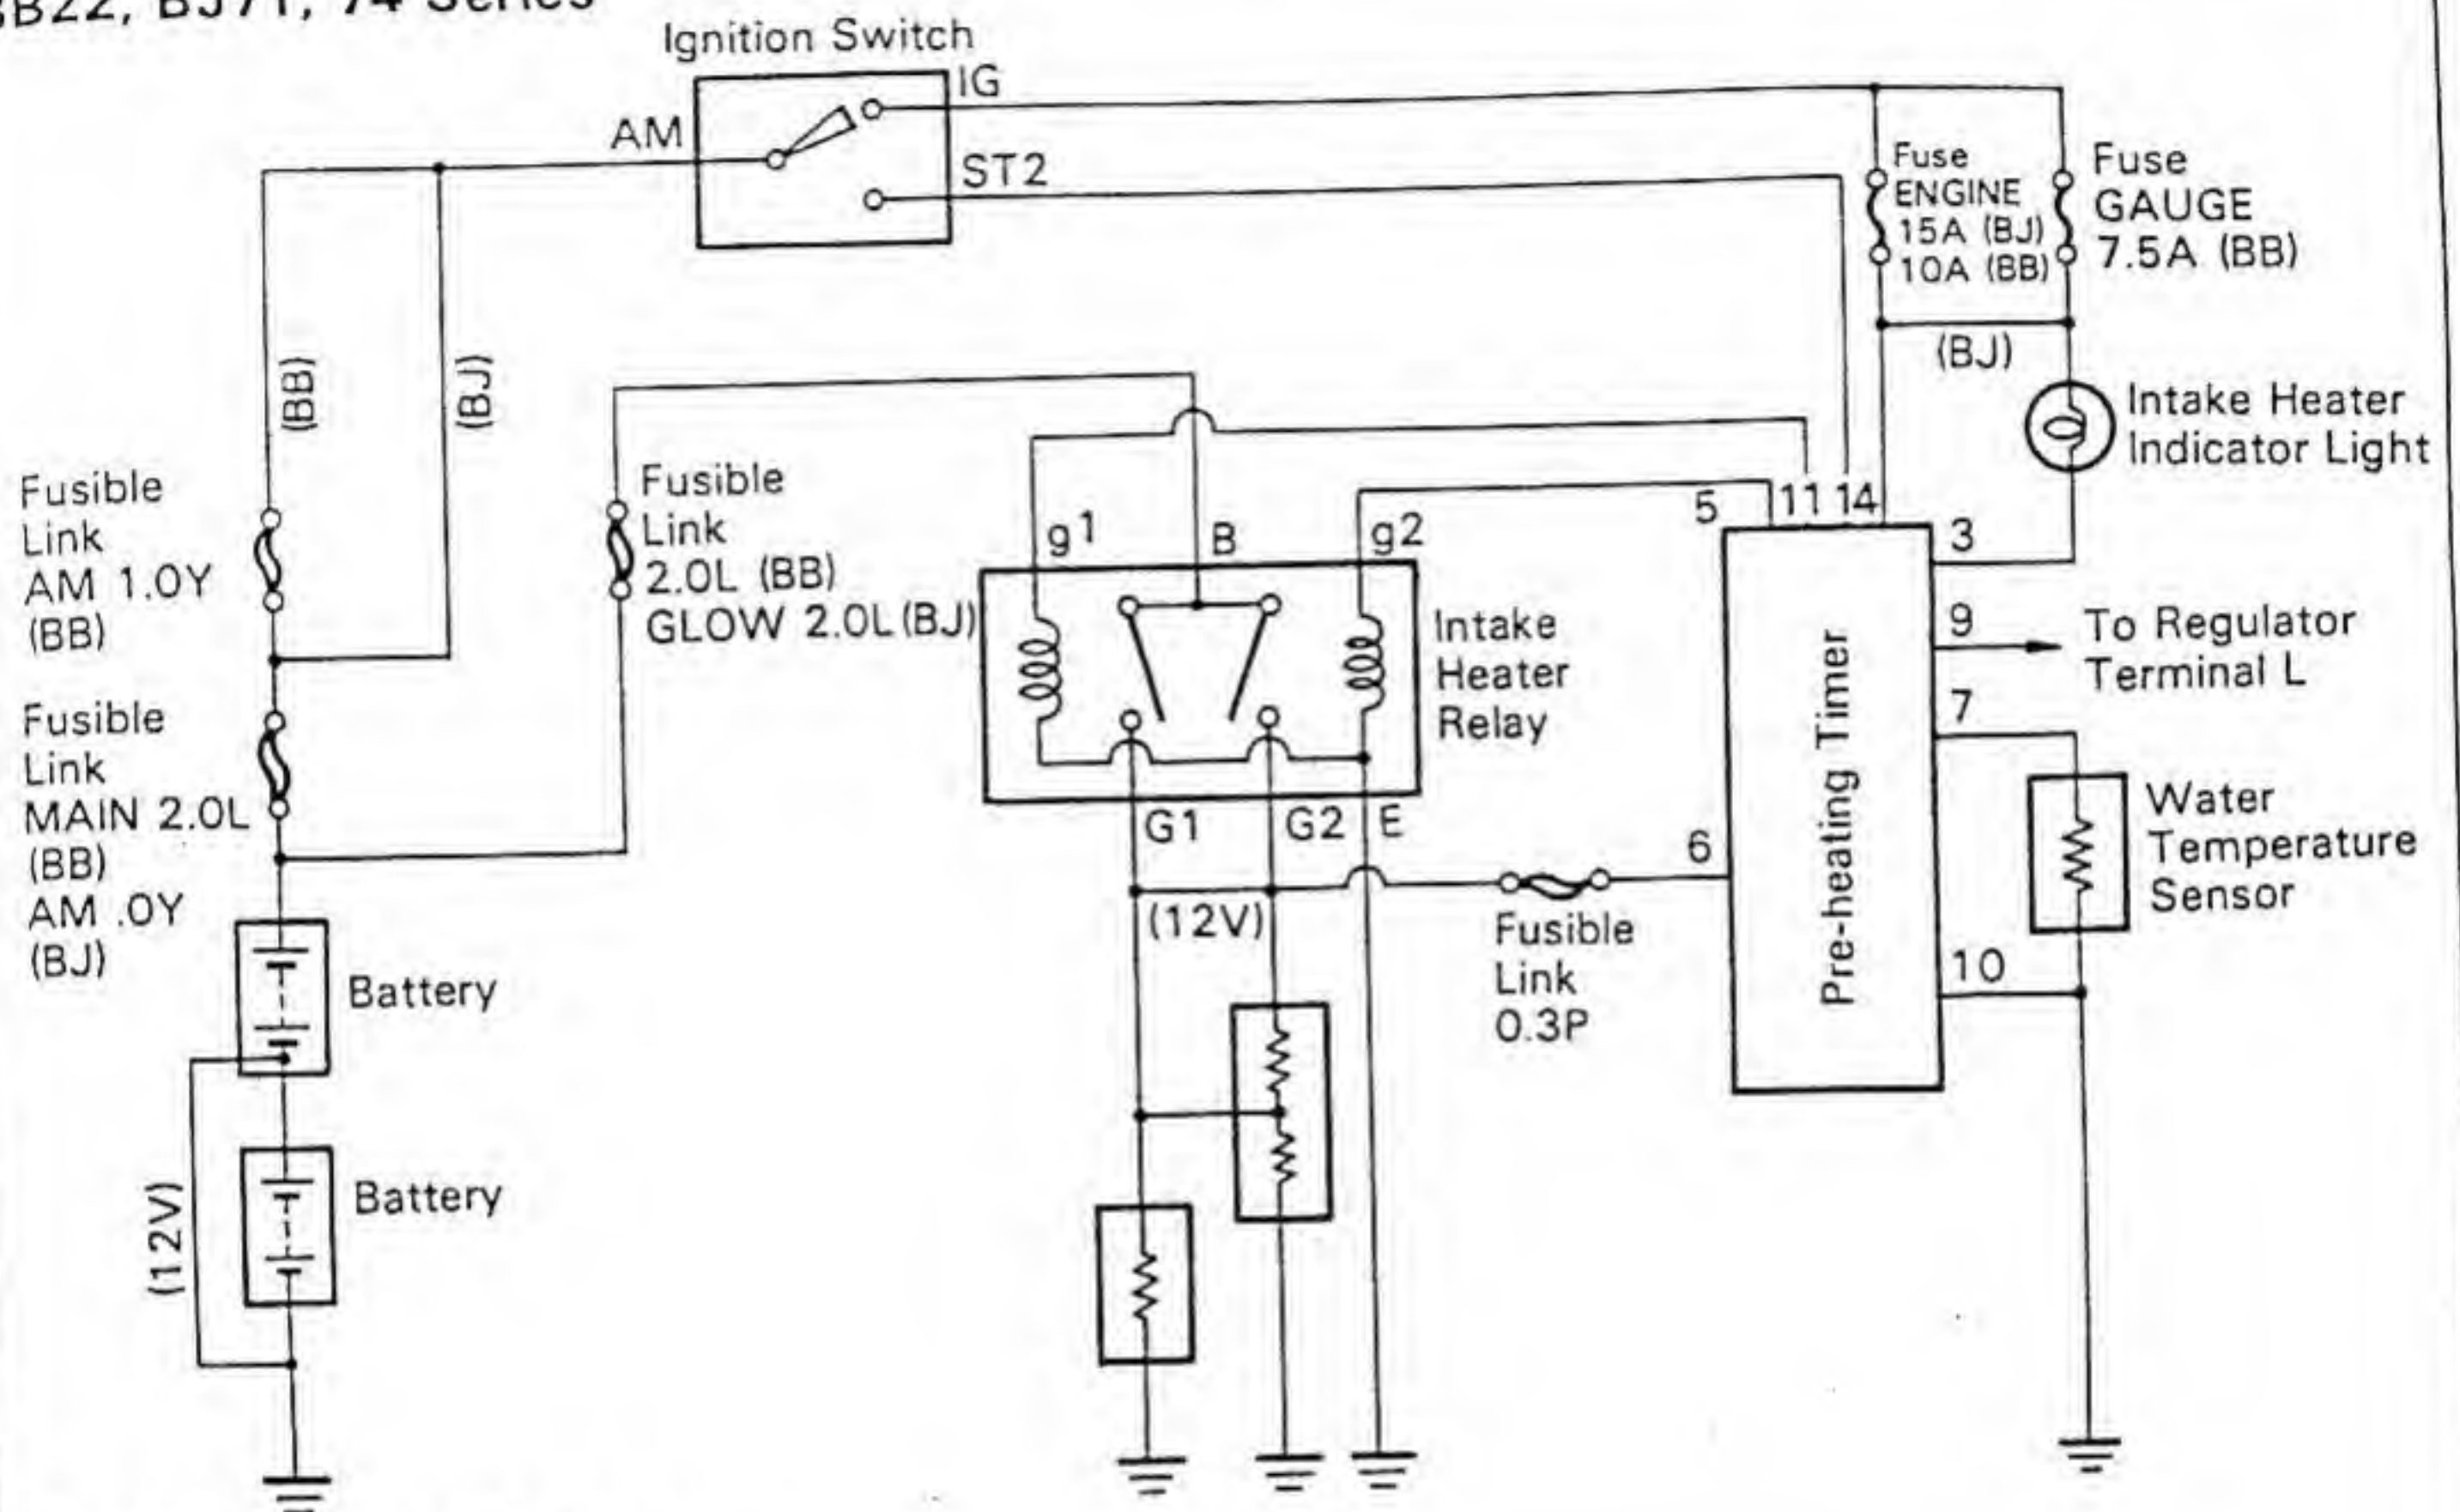 BB22, BJ71, 74 Series
Ignition Switch
IG
AM
ST2
Fuse
ENGINE
15A (BJ)
10A (BB)
Fuse
GAUGE
7.5A (BB)
(BJ)
(BB)
(BJ)
Intake Heater
Indicator Light
Fusible
Link
AM 1.0Y
(BB)
Fusible
Link
2.0L (BB)
GLOW 2.0L (BJ)
g1
B
g2
5
11
14
3
9
To Regulator
Terminal L
7
Intake
Heater
Relay
Pre-heating Timer
Fusible
Link
MAIN 2.0L
(BB)
AM .0Y
(BJ)
G1
G2
E
6
Water
Temperature
Sensor
(12V)
Fusible
Link
0.3P
10
Battery
Battery
(12V)